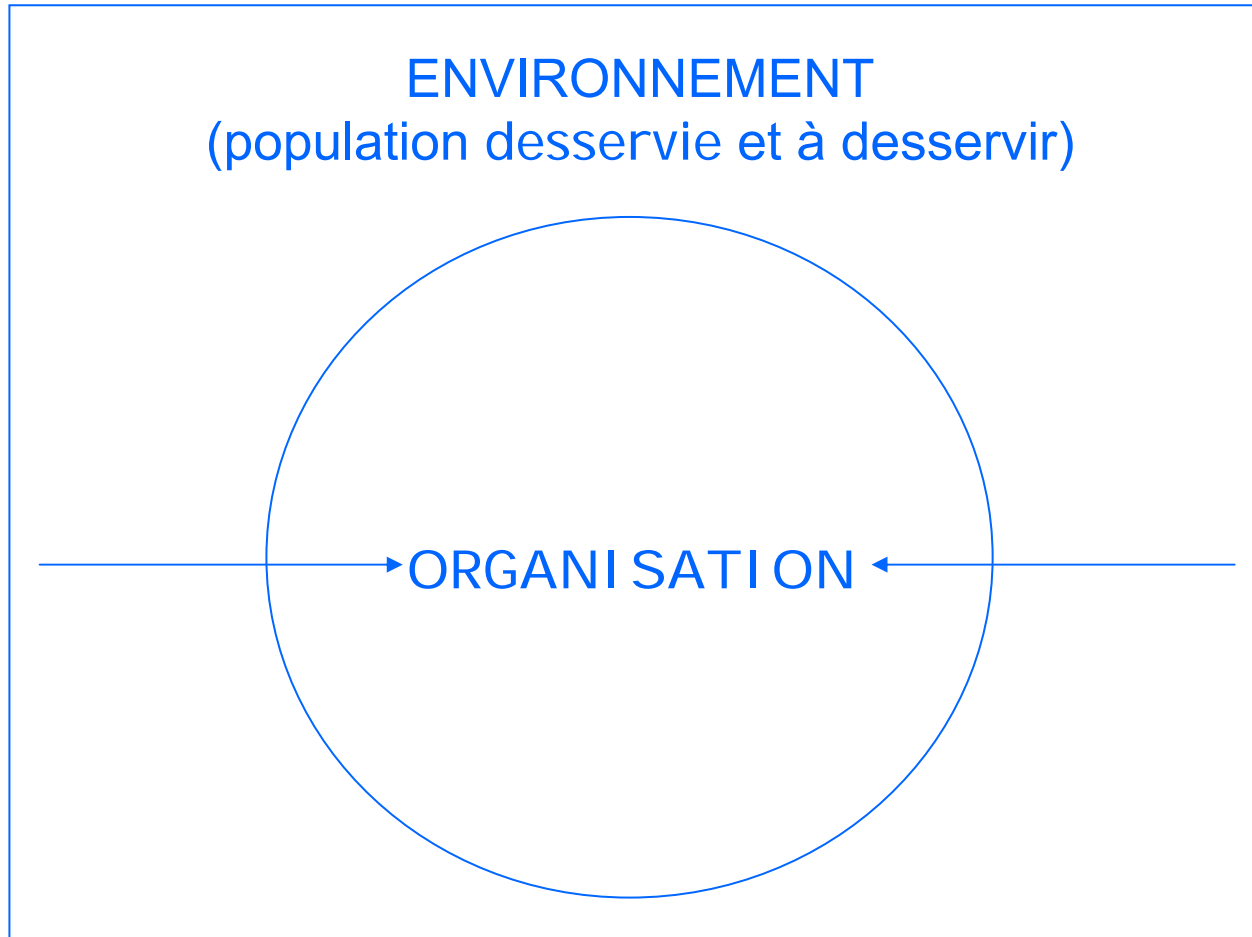 ENVIRONNEMENT
(population desservie et à desservir)
ORGANISATION